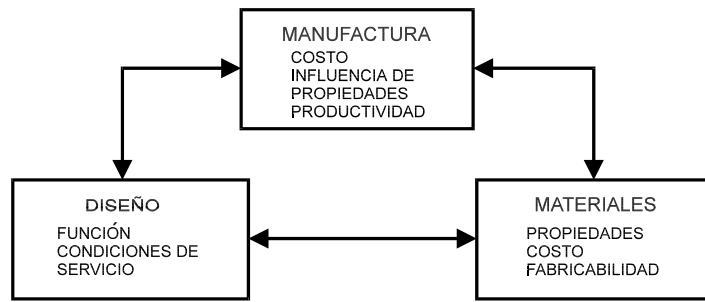 MANUFACTURA
COSTO
INFLUENCIA DE
PROPIEDADES
PRODUCTIVIDAD
DISEÑO
FUNCIÓN
CONDICIONES DE
SERVICIO
MATERIALES
PROPIEDADES
COSTO
FABRICABILIDAD